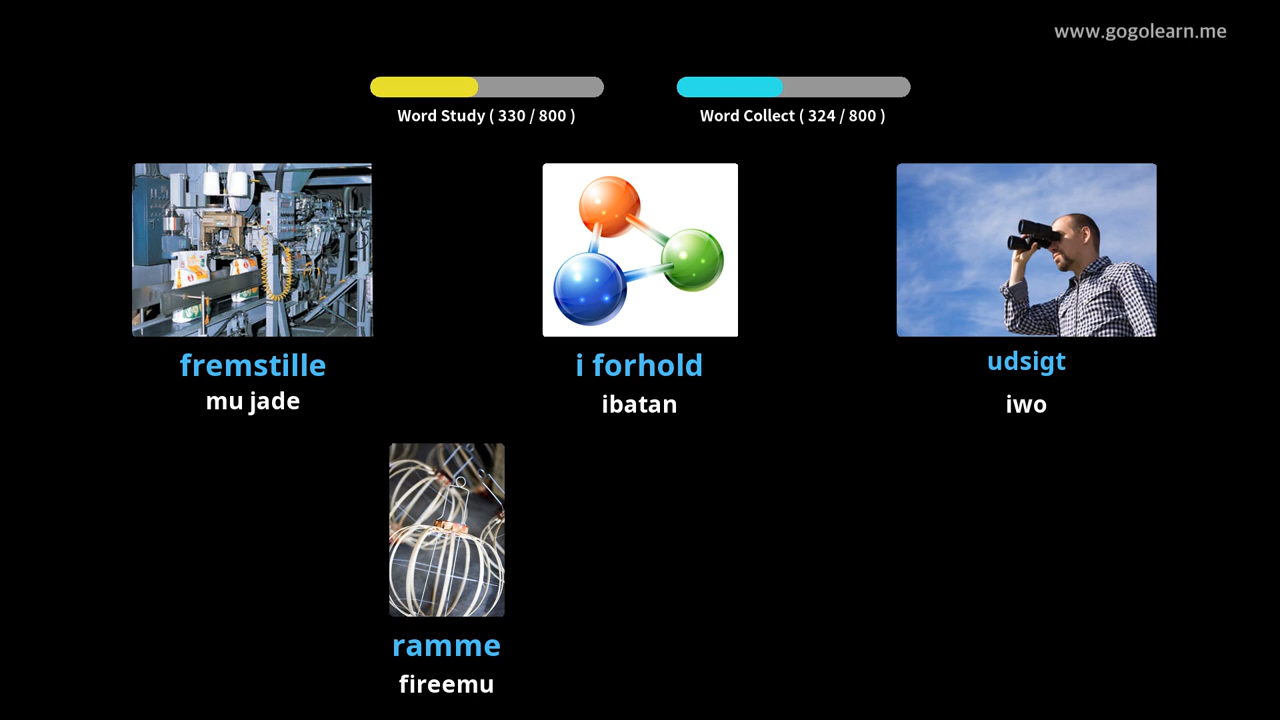 www.gogolearn.me
Word Study ( 330 / 800 )
Word Collect ( 324 / 800 )
fremstille
mu jade
i forhold
ibatan
udsigt
iwo
ramme
fireemu